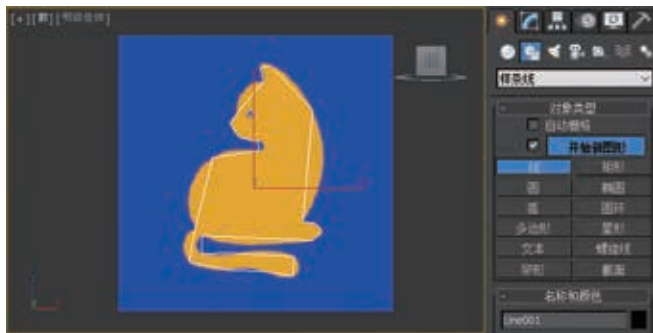 [+][前][明暗处理]
样条线
- 对象类型
自动栅格
开始新图形
线 矩形
圆 椭圆
弧 圆环
多边形 星形
文本 螺旋线
卵形 截面
- 名称和颜色
Line001